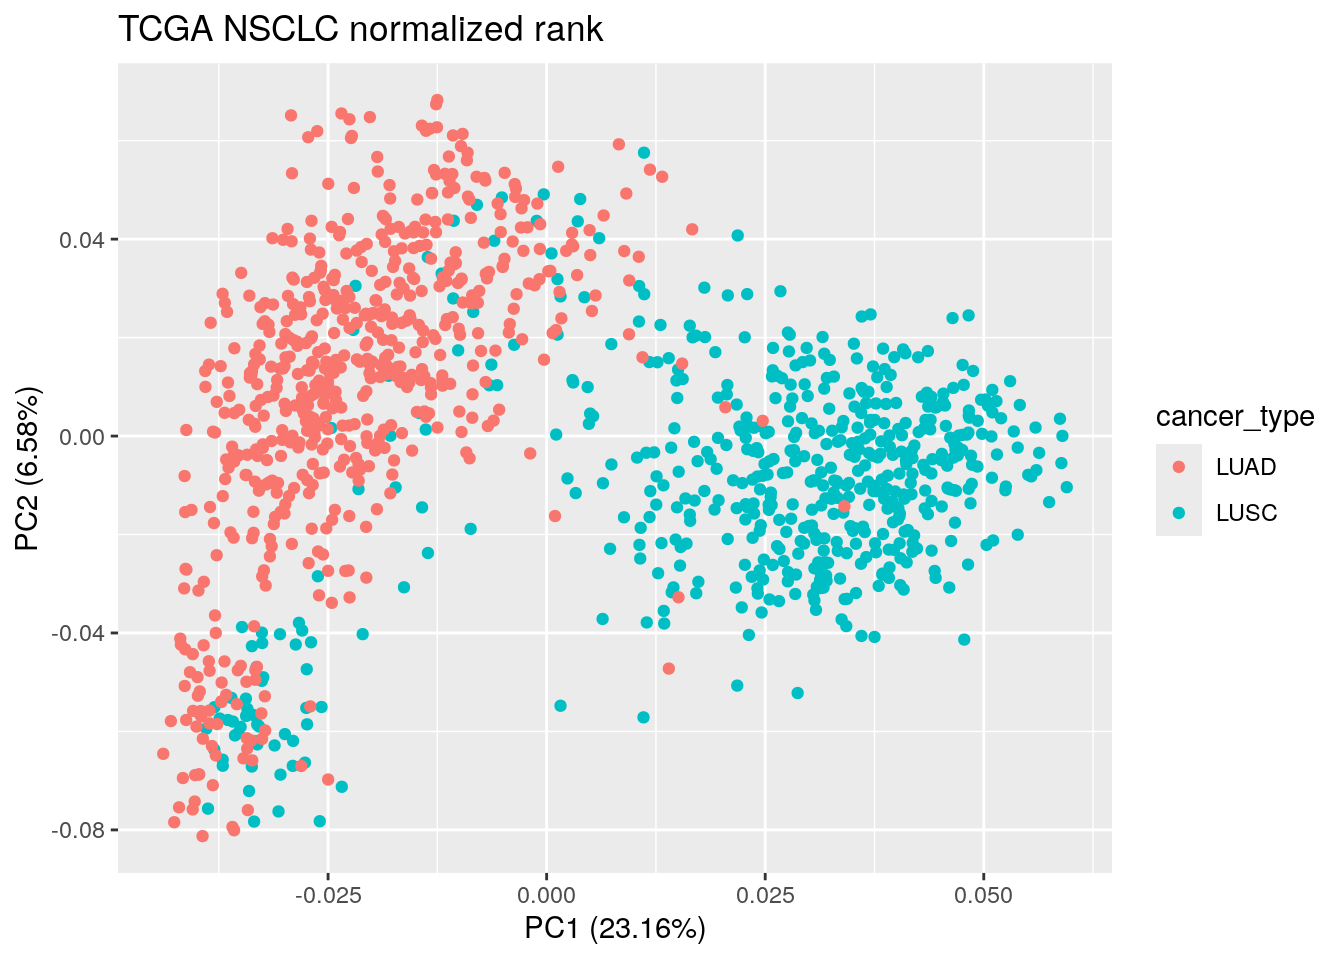 TCGA NSCLC normalized rank
0.04
0.00
-0.04
-0.08
PC2 (6.58%)
-0.025
0.000
0.025
0.050
PC1 (23.16%)
cancer_type
LUAD
LUSC